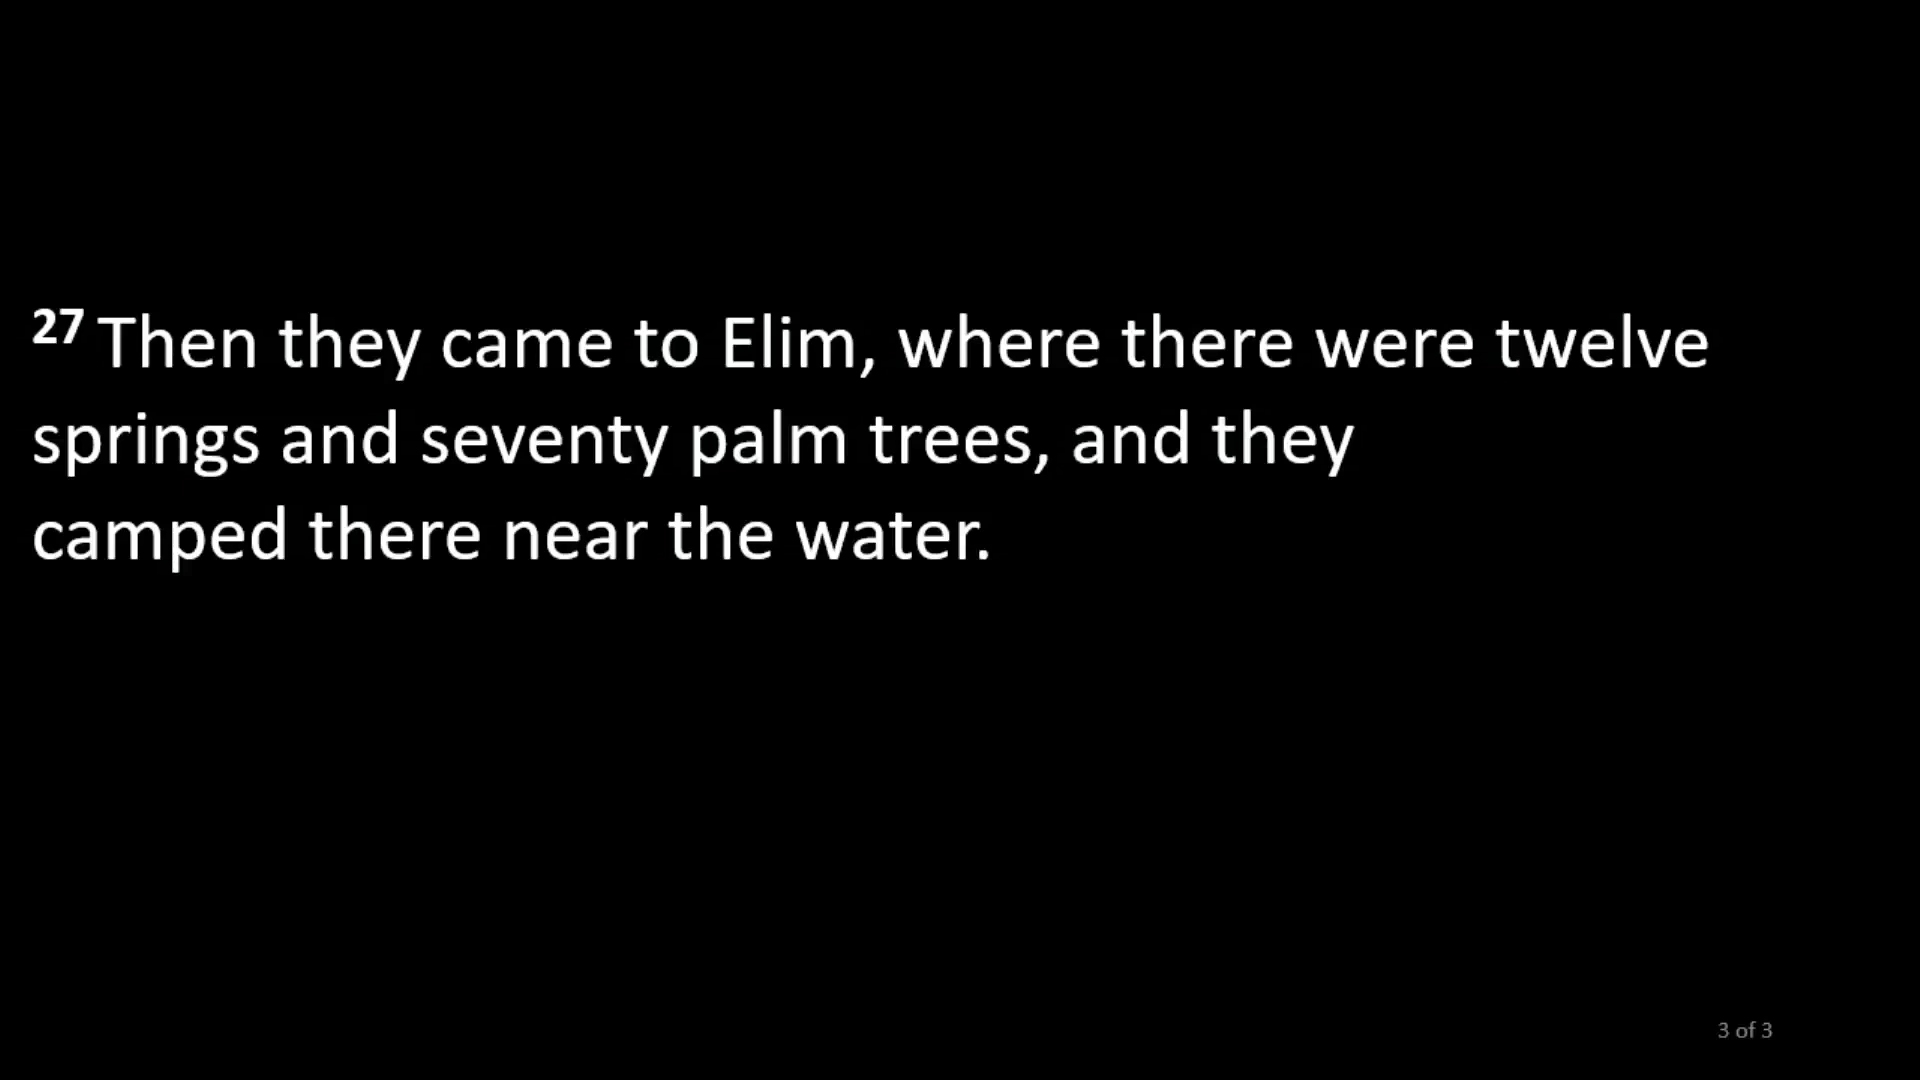 27 Then they came to Elim, where there were twelve
springs and seventy palm trees, and they
camped there near the water.
3 of 3